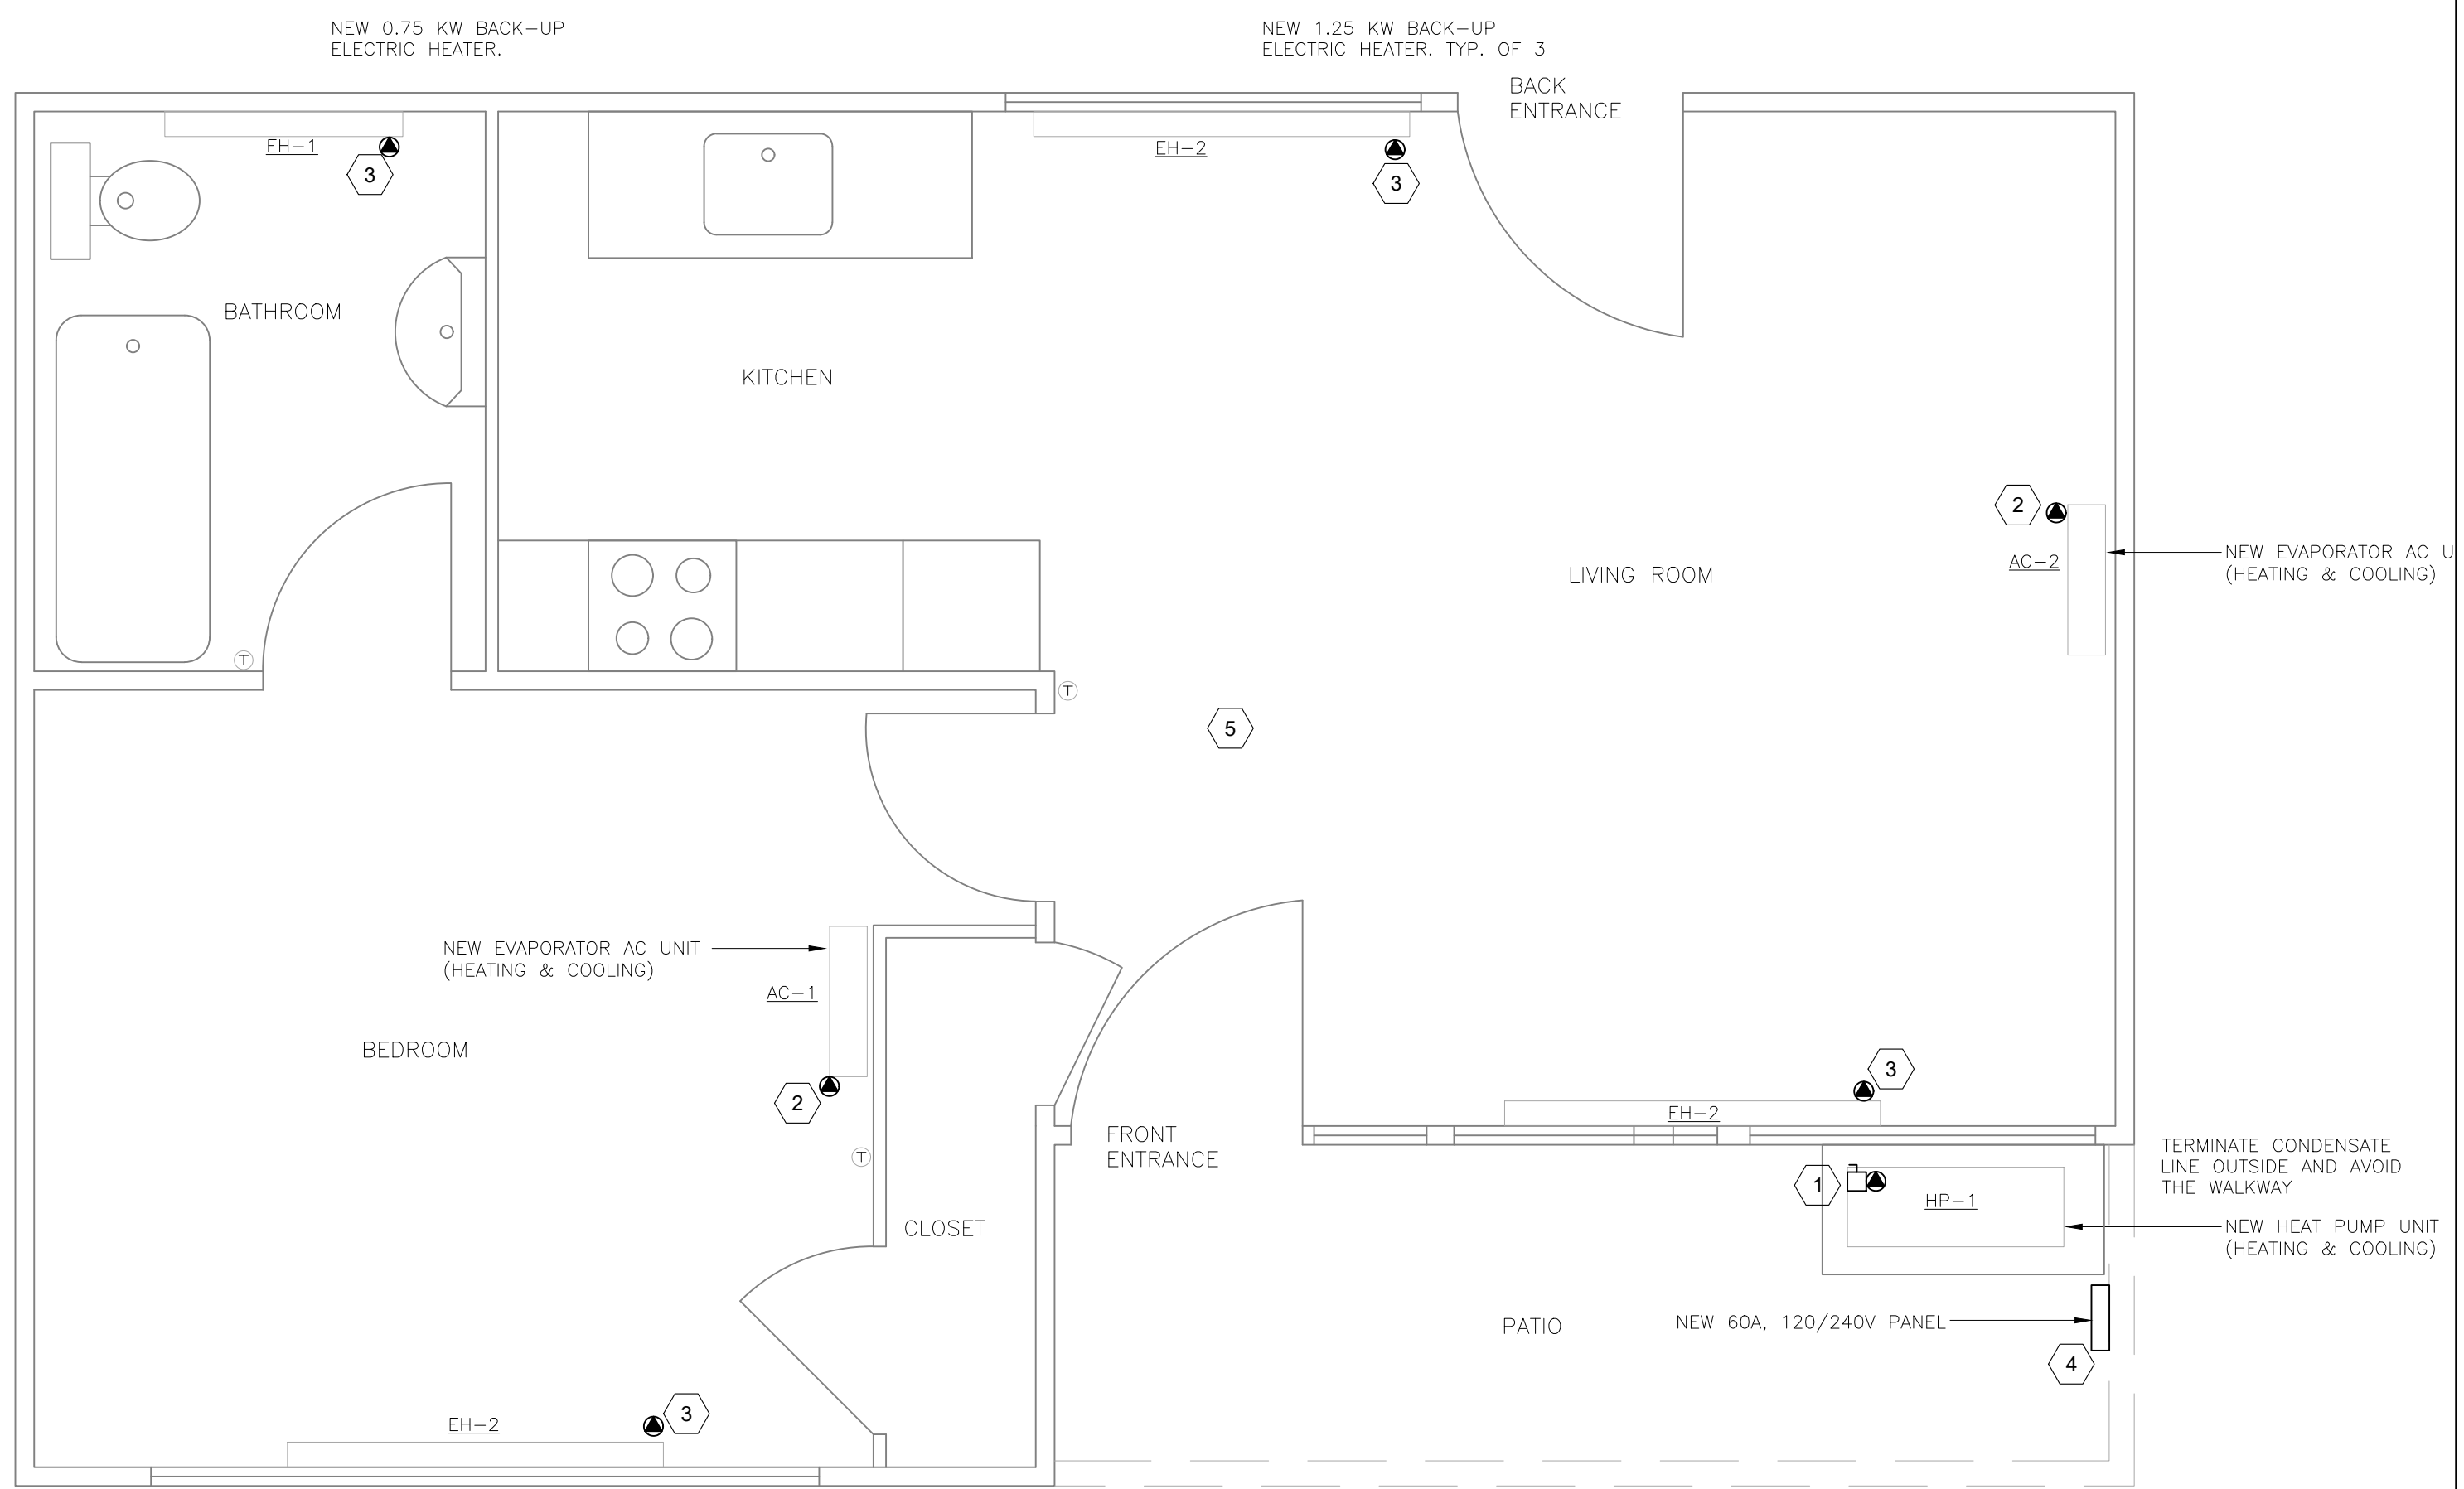 NEW 0.75 KW BACK-UP
ELECTRIC HEATER.
NEW 1.25 KW BACK-UP
ELECTRIC HEATER. TYP. OF 3
BACK
ENTRANCE
EH-1
3
EH-2
3
BATHROOM
KITCHEN
2
AC-2
NEW EVAPORATOR AC U
(HEATING & COOLING)
LIVING ROOM
T
T
5
NEW EVAPORATOR AC UNIT
(HEATING & COOLING)
AC-1
BEDROOM
2
T
3
EH-2
FRONT
ENTRANCE
TERMINATE CONDENSATE
LINE OUTSIDE AND AVOID
THE WALKWAY
1
HP-1
CLOSET
NEW HEAT PUMP UNIT
(HEATING & COOLING)
PATIO
NEW 60A, 120/240V PANEL
4
EH-2
3